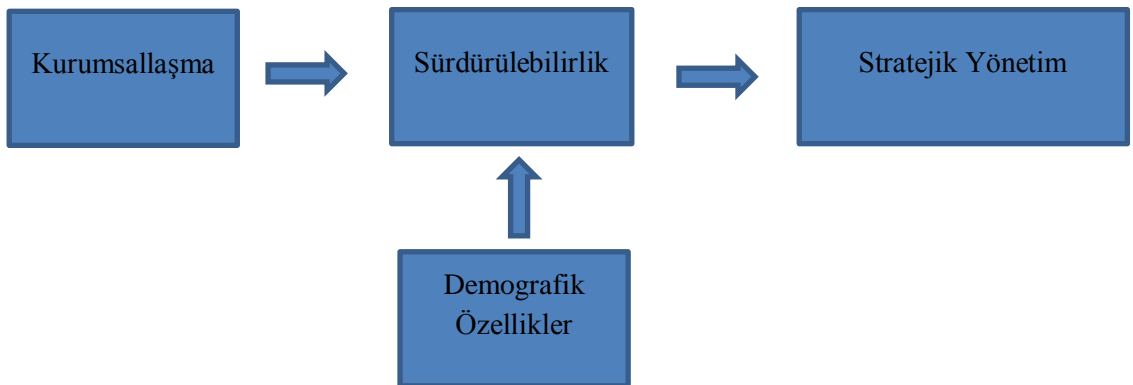 Kurumsallaşma
Sürdürülebilirlik
Stratejik Yönetim
Demografik
Özellikler